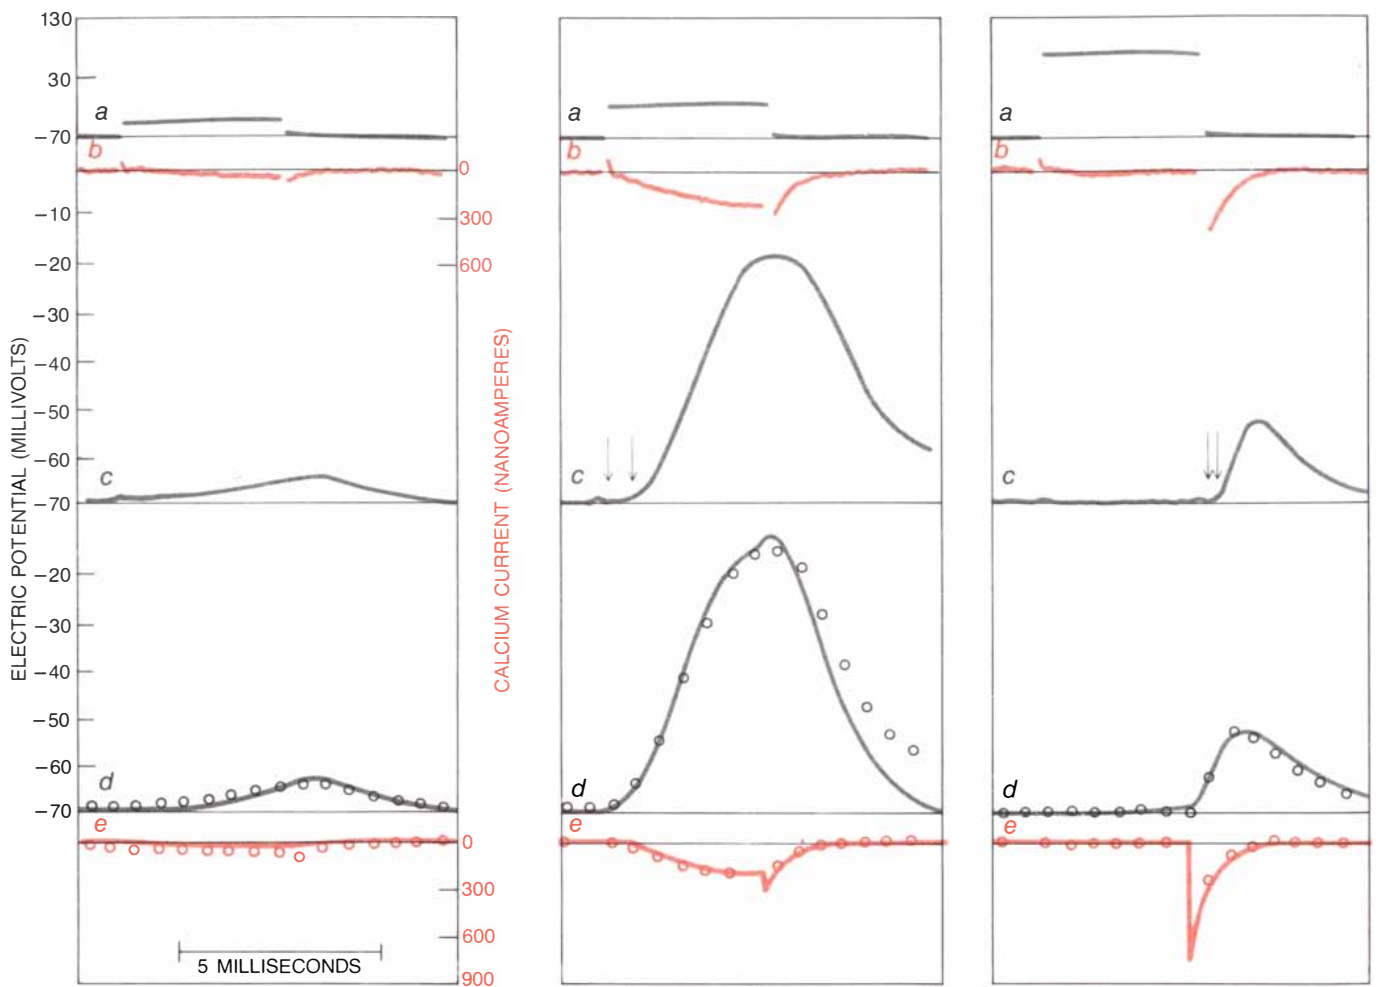 130
30
−70
−10
−20
−30
−40
−50
−60
−70
−20
−30
−40
−50
−60
−70
ELECTRIC POTENTIAL (MILLIVOLTS)
a
b
c
d
e
5 MILLISECONDS
0
300
600
0
300
600
900
CALCIUM CURRENT (NANOAMPERES)
a
b
c
d
e
a
b
c
d
e